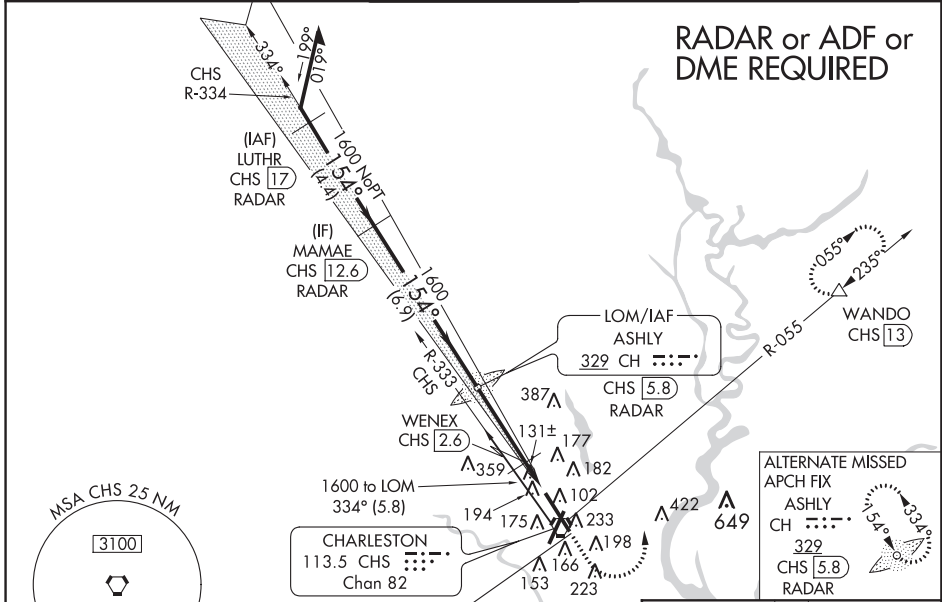 RADAR or ADF or
DME REQUIRED
334°
199°
019°
CHS
R-334
(IAF)
LUTHR
CHS 17
RADAR
1600 NoPT
154°
(4.4)
(IF)
MAMAE
CHS 12.6
RADAR
1600
154°
(6.9)
R-333
CHS
055°
235°
WANDO
CHS 13
R-055
LOM/IAF
ASHLY
329 CH
CHS 5.8
RADAR
WENEX
CHS 2.6
387
131±
177
359
182
1600 to LOM
334° (5.8)
102
194
175
233
422
649
198
166
153
223
CHARLESTON
113.5 CHS
Chan 82
MSA CHS 25 NM
3100
ALTERNATE MISSED
APCH FIX
ASHLY
CH
329
CHS 5.8
RADAR
154°
334°